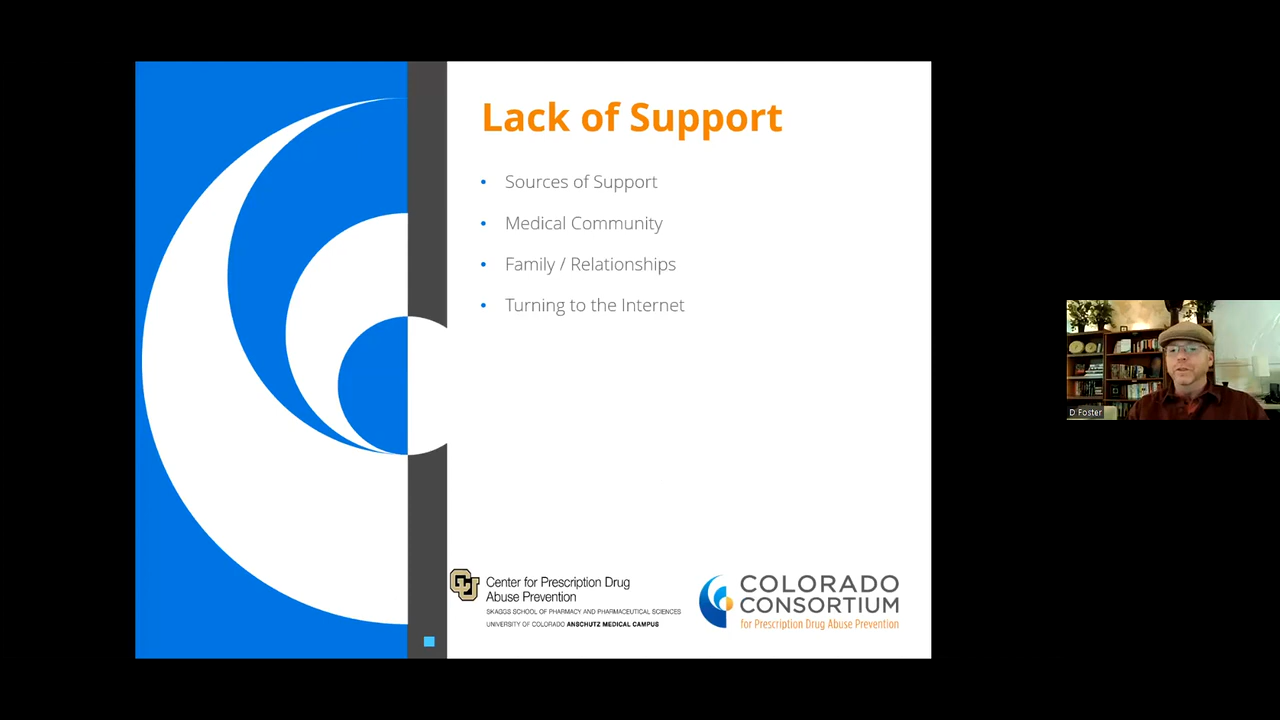 Lack of Support
• Sources of Support
• Medical Community
• Family / Relationships
• Turning to the Internet
CU
Center for Prescription Drug
Abuse Prevention
SKAGGS SCHOOL OF PHARMACY AND PHARMACEUTICAL SCIENCES
UNIVERSITY OF COLORADO ANSCHUTZ MEDICAL CAMPUS
COLORADO
CONSORTIUM
for Prescription Drug Abuse Prevention
D Foster